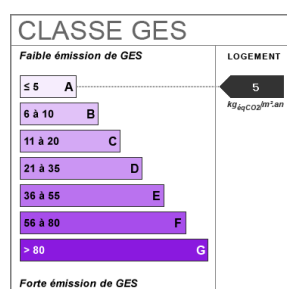 CLASSE GES
Faible émission de GES
LOGEMENT
≤ 5 A
5
kgéqCO2/m².an
6 à 10 B
11 à 20 C
21 à 35 D
36 à 55 E
56 à 80 F
> 80 G
Forte émission de GES